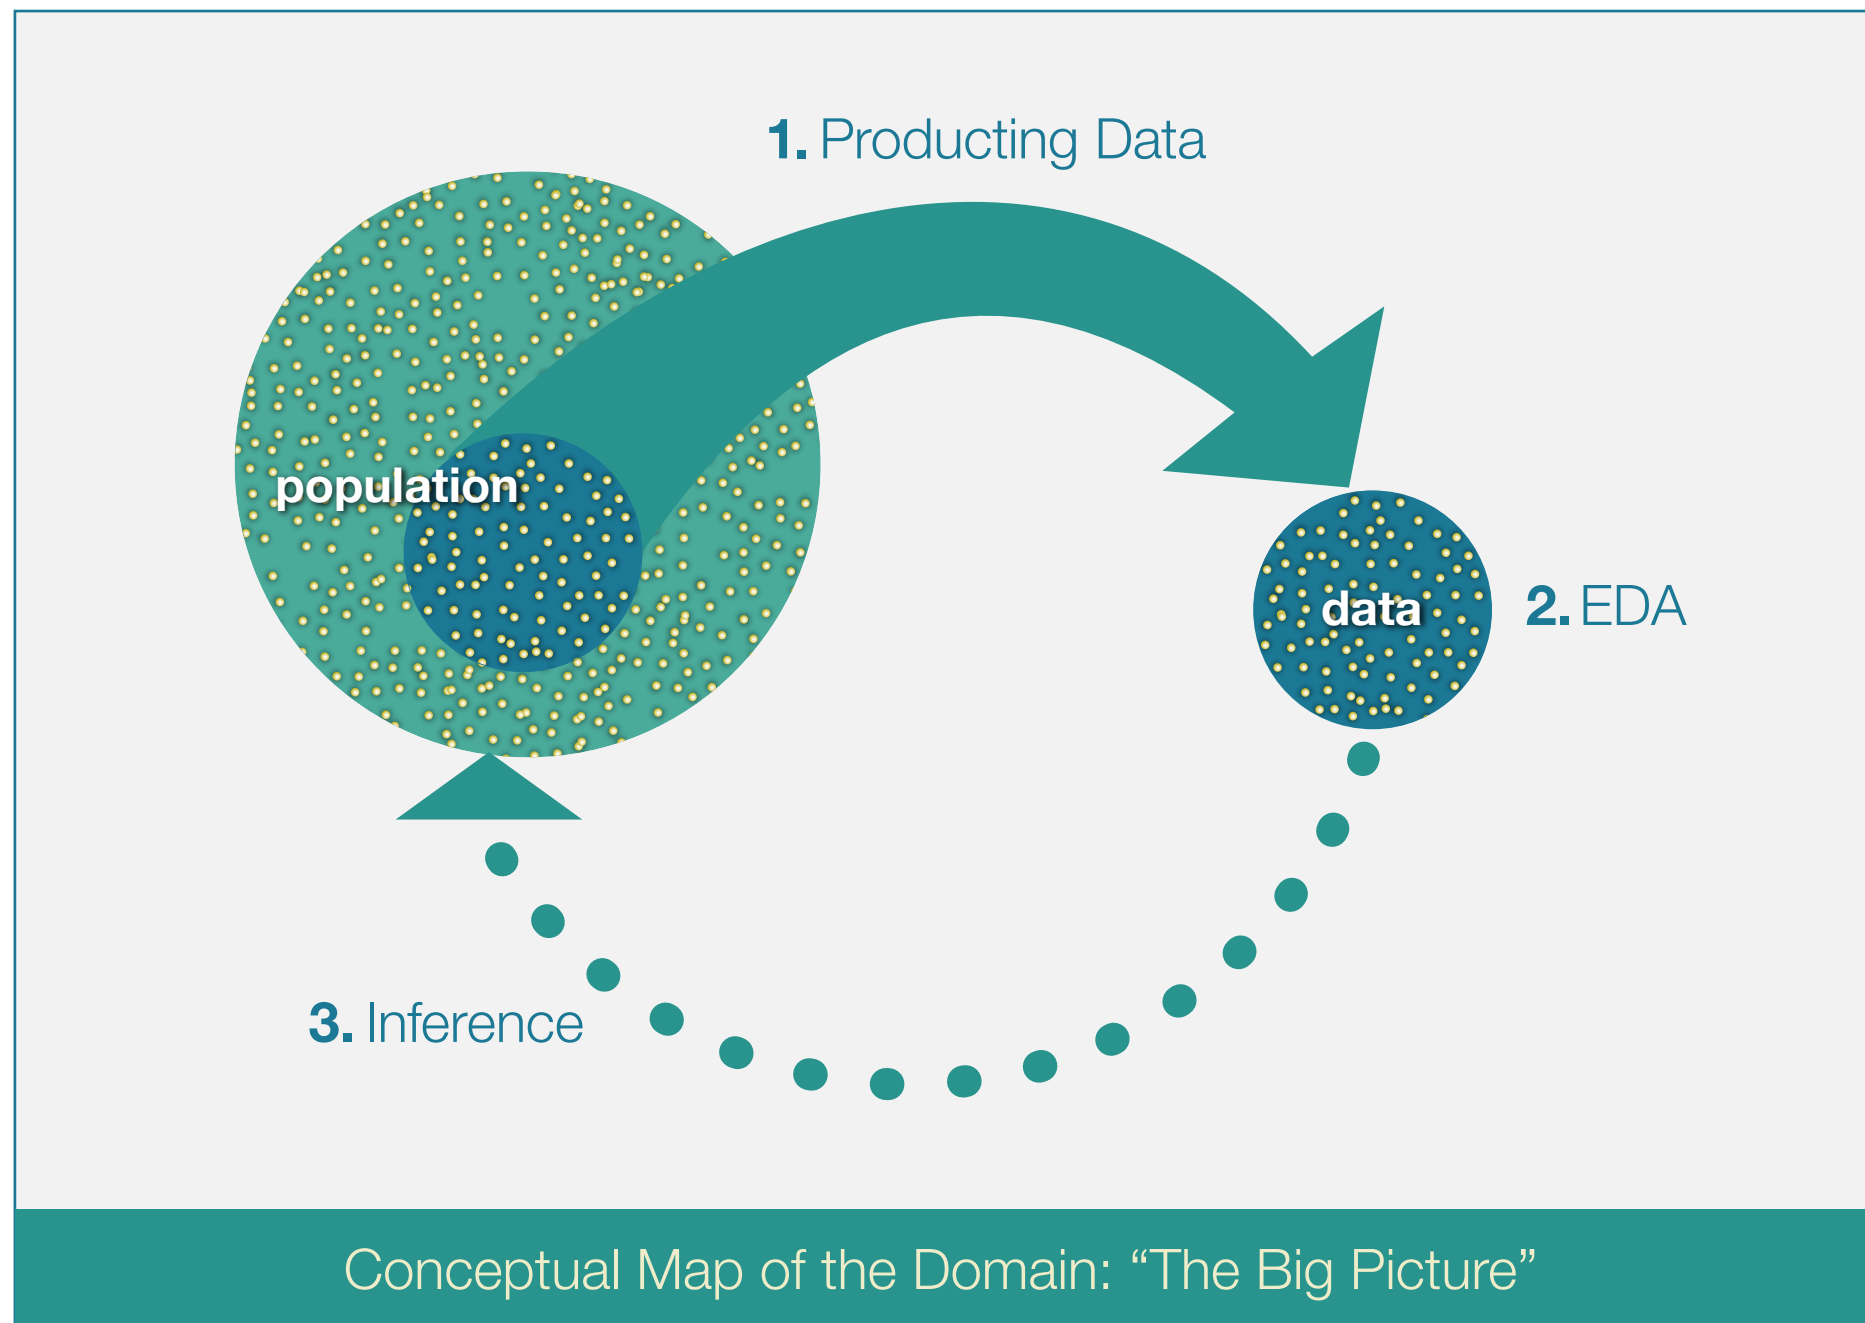 1. Producting Data
population
data
2. EDA
3. Inference
Conceptual Map of the Domain: “The Big Picture”